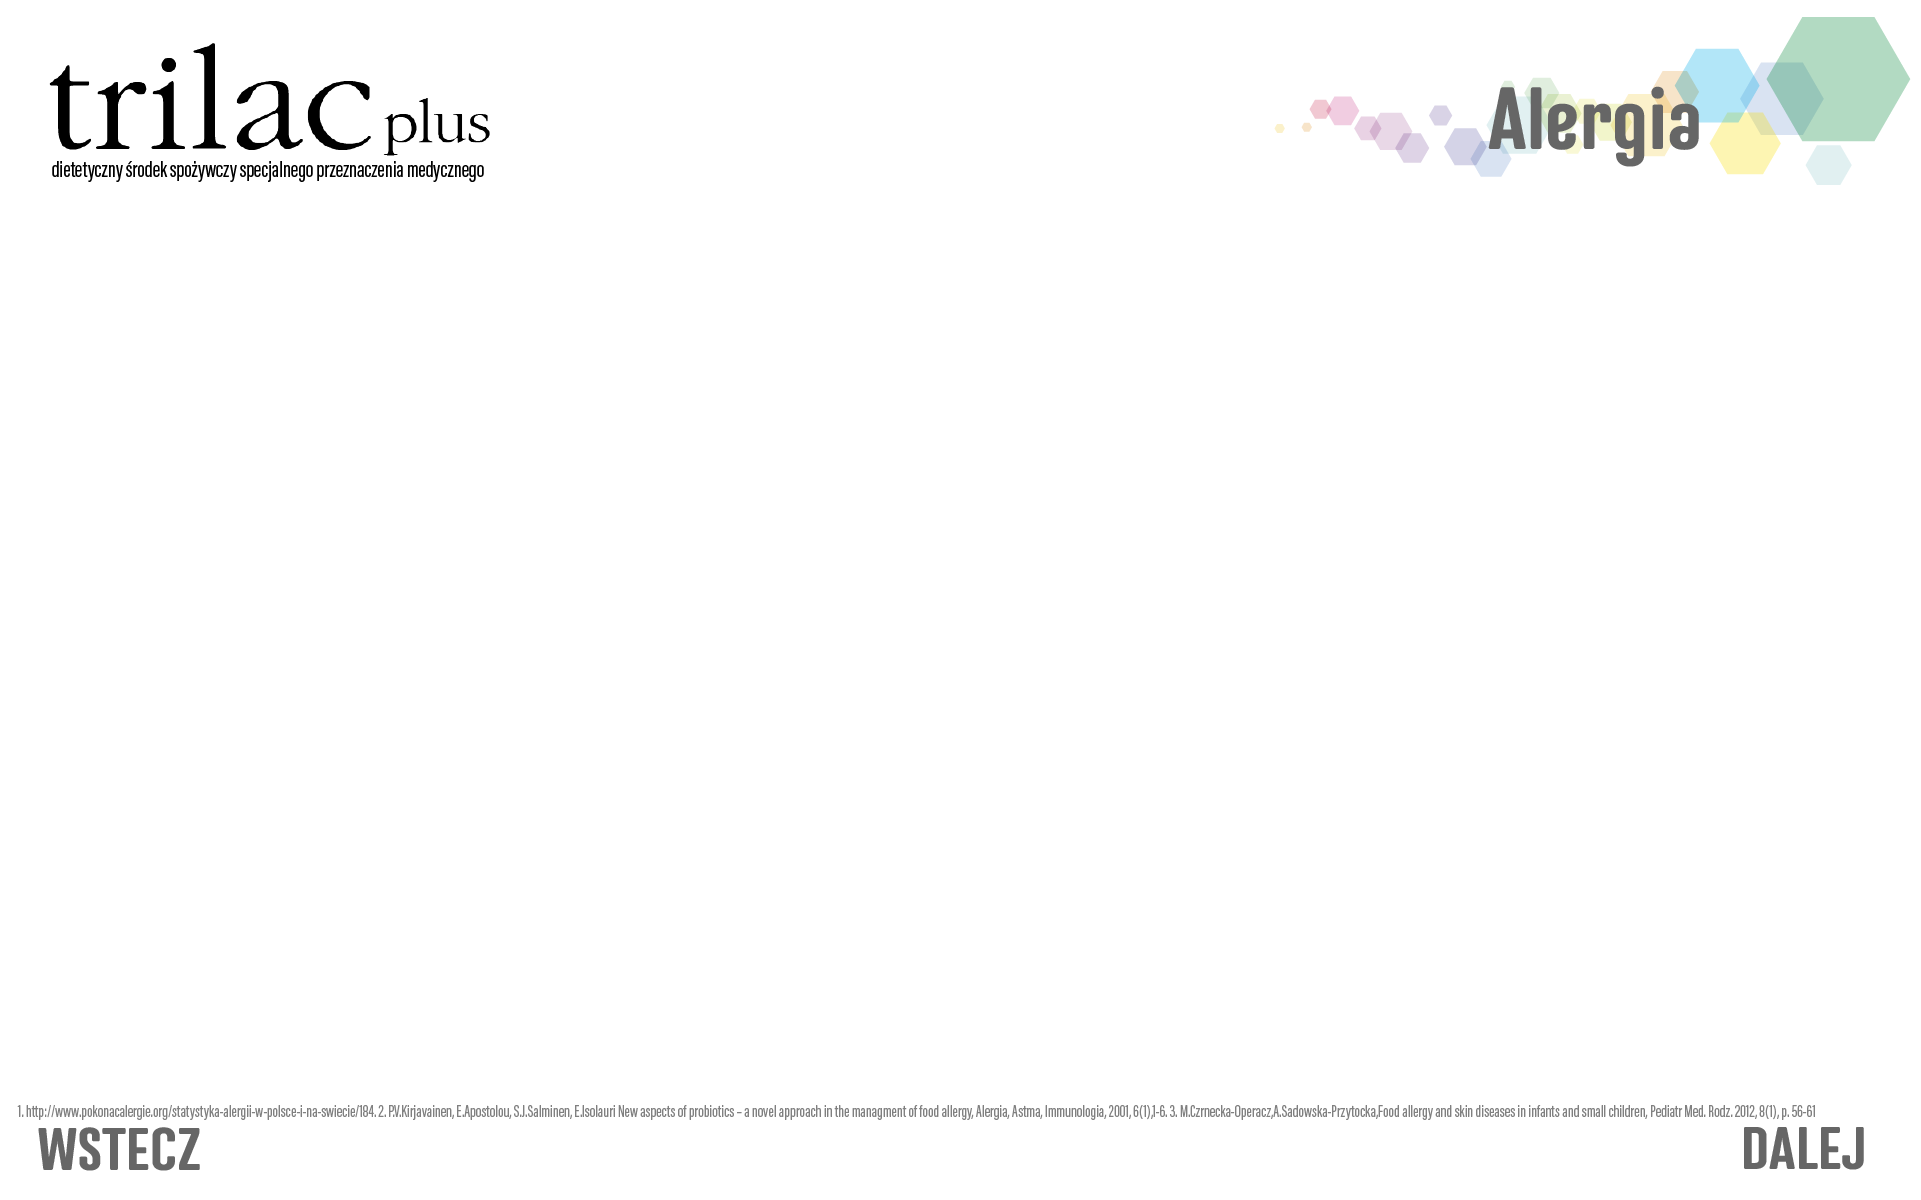 trilac plus
dietetyczny środek spożywczy specjalnego przeznaczenia medycznego
Alergia
1. http://www.pokonacalergie.org/statystyka-alergii-w-polsce-i-na-swiecie/184. 2. P.V.Kirjavainen, E.Apostolou, S.J.Salminen, E.Isolauri New aspects of probiotics – a novel approach in the managment of food allergy, Alergia, Astma, Immunologia, 2001, 6(1),1-6. 3. M.Czrnecka-Operacz,A.Sadowska-Przytocka,Food allergy and skin diseases in infants and small children, Pediatr Med. Rodz. 2012, 8(1), p. 56-61
WSTECZ
DALEJ